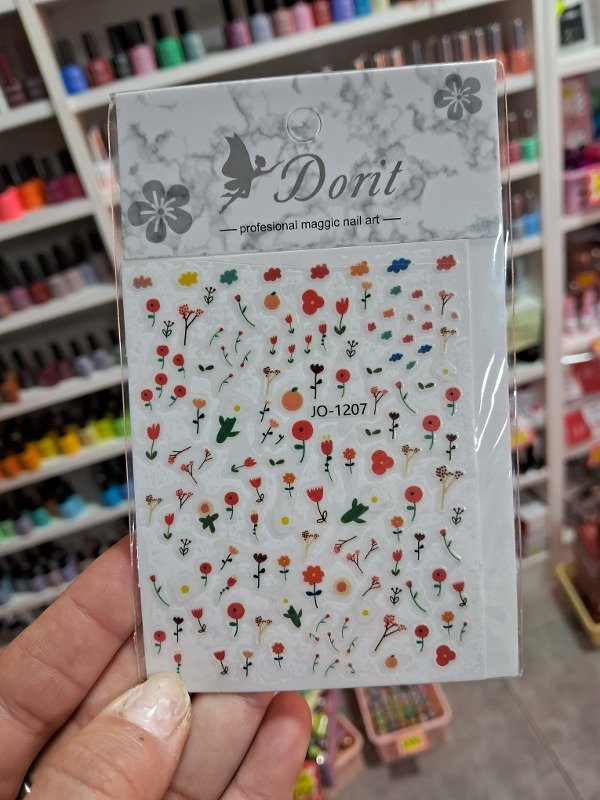 Dorit
profesional maggic nail art
JO-1207